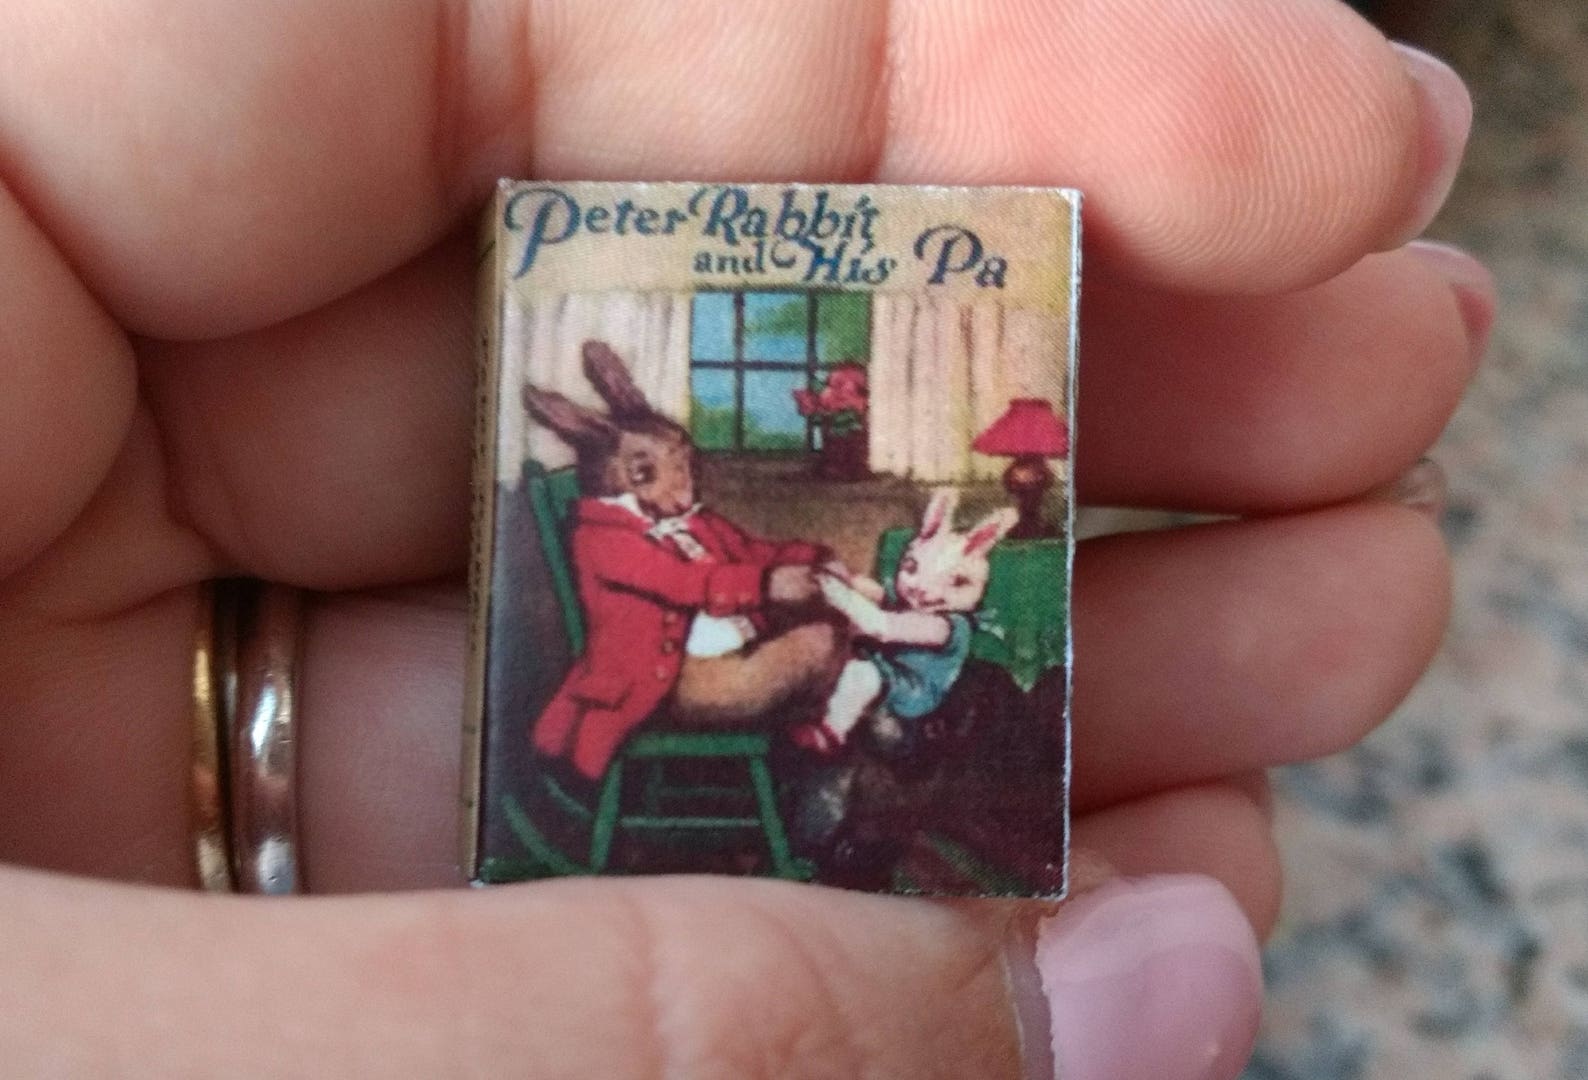 Peter Rabbit
and His Pa